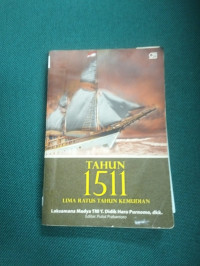 TAHUN
1511
LIMA RATUS TAHUN KEMUDIAN
Laksamana Madya TNI Y. Didik Heru Purnomo, dkk.